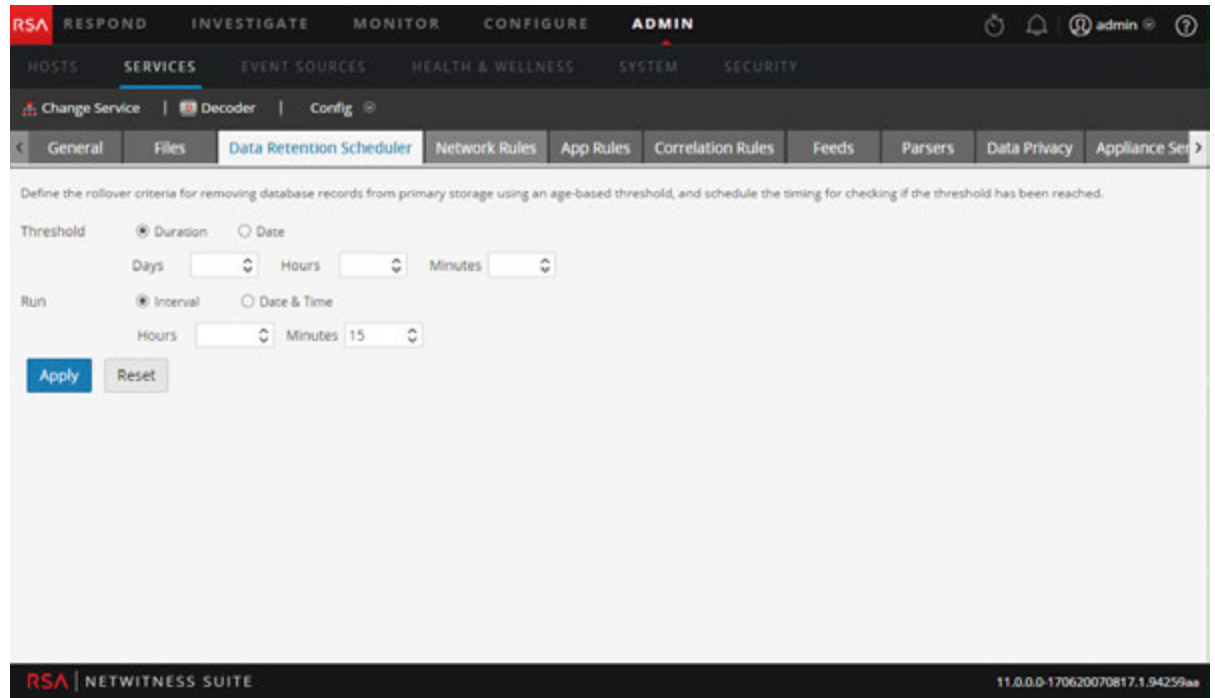 RSA RESPOND INVESTIGATE MONITOR CONFIGURE ADMIN admin
HOSTS SERVICES EVENT SOURCES HEALTH & WELLNESS SYSTEM SECURITY
Change Service | Decoder | Config
General Files Data Retention Scheduler Network Rules App Rules Correlation Rules Feeds Parsers Data Privacy Appliance Ser
Define the rollover criteria for removing database records from primary storage using an age-based threshold, and schedule the timing for checking if the threshold has been reached.
Threshold Duration Date
Days Hours Minutes
Run Interval Date & Time
Hours Minutes 15
Apply Reset
RSA | NETWITNESS SUITE 11.0.0.0-170620070817.1.94259aa